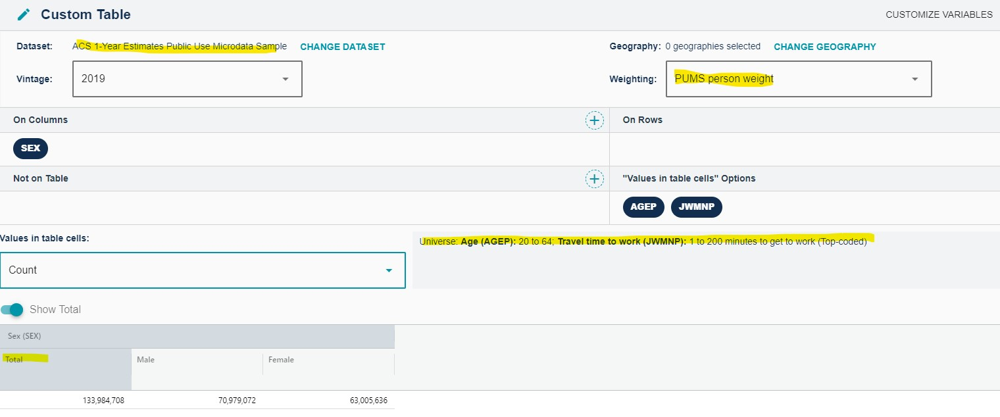 Custom Table
CUSTOMIZE VARIABLES
Dataset: ACS 1-Year Estimates Public Use Microdata Sample CHANGE DATASET
Geography: 0 geographies selected CHANGE GEOGRAPHY
Vintage: 2019
Weighting: PUMS person weight
On Columns
On Rows
SEX
Not on Table
"Values in table cells" Options
AGEP JWMNP
Values in table cells:
Universe: Age (AGEP): 20 to 64; Travel time to work (JWMNP): 1 to 200 minutes to get to work (Top-coded)
Count
Show Total
Sex (SEX)
Total Male Female
133,984,708 70,979,072 63,005,636